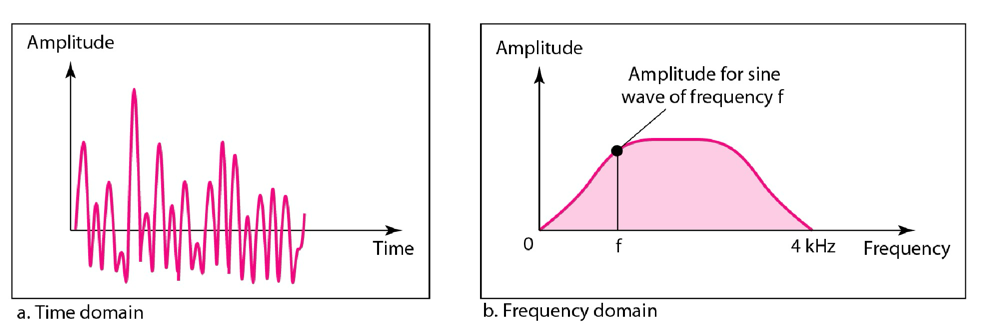 Amplitude
Time
a. Time domain
Amplitude
Amplitude for sine
wave of frequency f
0
f
4 kHz
Frequency
b. Frequency domain